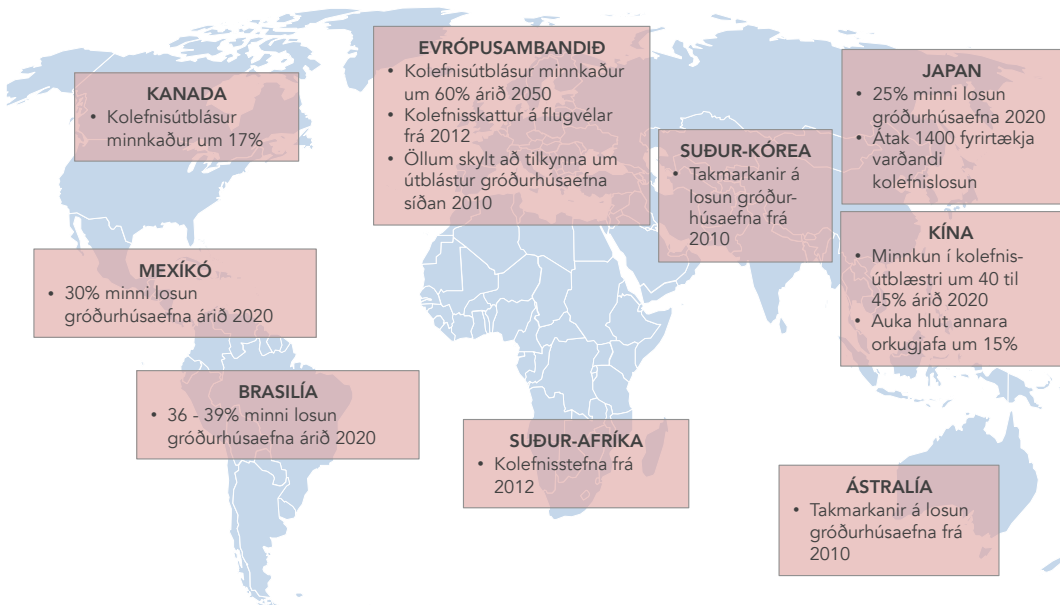 KANADA
• Kolefnisútblásur
minnkaður um 17%
EVRÓPUSAMBANDIÐ
• Kolefnisútblásur minnkaður
um 60% árið 2050
• Kolefnisskattur á flugvélar
frá 2012
• Öllum skylt að tilkynna um
útblástur gróðurhúsaefna
síðan 2010
JAPAN
• 25% minni losun
gróðurhúsaefna 2020
• Átak 1400 fyrirtækja
varðandi
kolefnislosun
SUÐUR-KÓREA
• Takmarkanir á
losun gróður-
húsaefna frá
2010
KÍNA
• Minnkun í kolefnis-
útblæstri um 40 til
45% árið 2020
• Auka hlut annara
orkugjafa um 15%
MEXÍKÓ
• 30% minni losun
gróðurhúsaefna árið 2020
BRASILÍA
• 36 - 39% minni losun
gróðurhúsaefna árið 2020
SUÐUR-AFRÍKA
• Kolefnisstefna frá
2012
ÁSTRALÍA
• Takmarkanir á losun
gróðurhúsaefna frá
2010